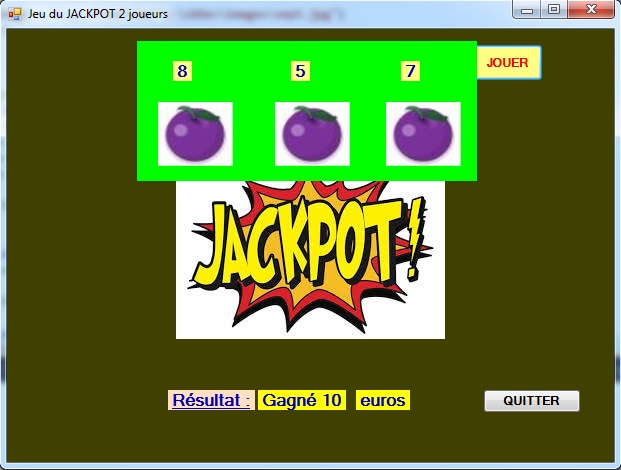 Jeu du JACKPOT 2 joueurs
8 5 7 JOUER
JACKPOT!
Résultat : Gagné 10 euros
QUITTER